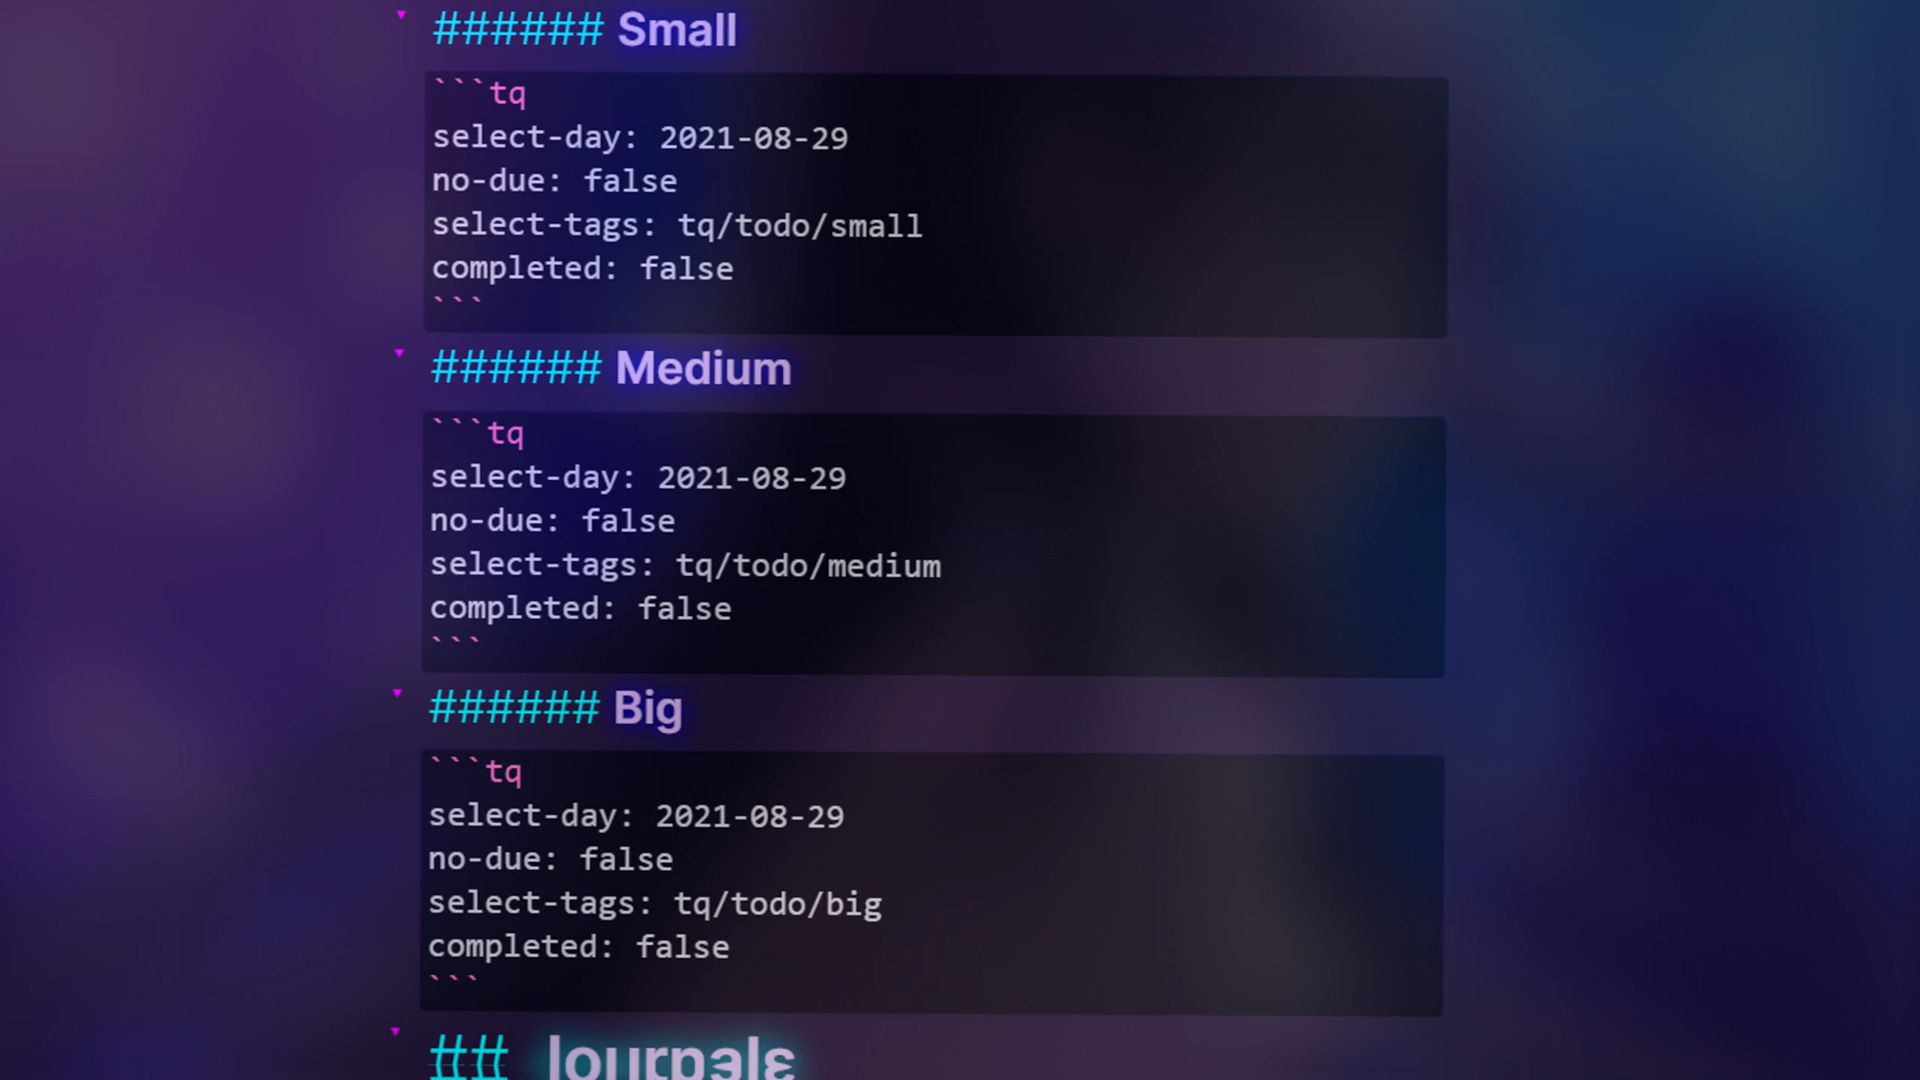 ###### Small
```tq
select-day: 2021-08-29
no-due: false
select-tags: tq/todo/small
completed: false
```
###### Medium
```tq
select-day: 2021-08-29
no-due: false
select-tags: tq/todo/medium
completed: false
```
###### Big
```tq
select-day: 2021-08-29
no-due: false
select-tags: tq/todo/big
completed: false
```
##